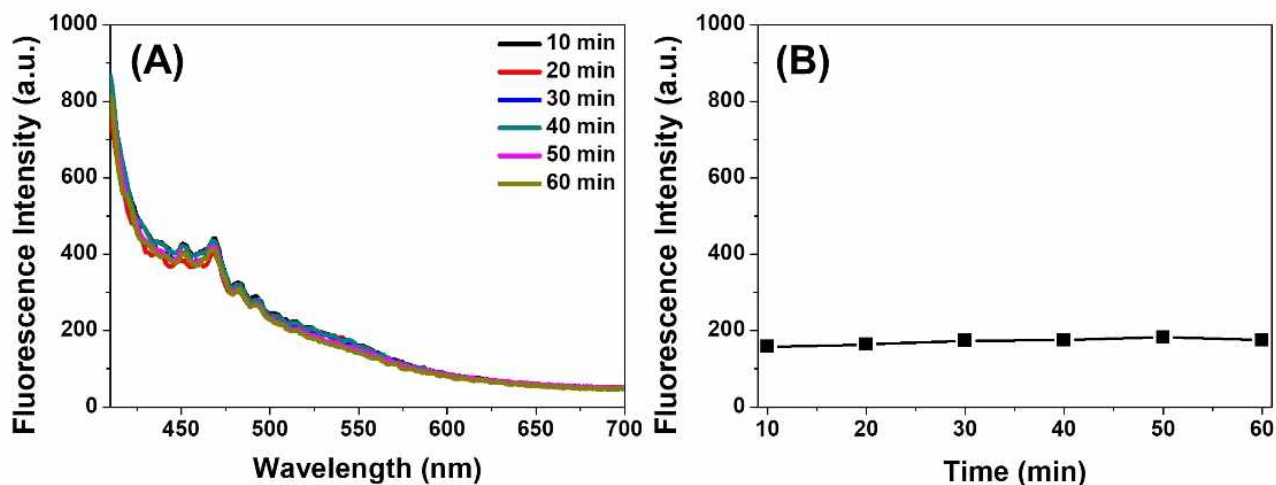 (A)
10 min
20 min
30 min
40 min
50 min
60 min
1000
800
600
400
200
0
Fluorescence Intensity (a.u.)
450 500 550 600 650 700
Wavelength (nm)
(B)
1000
800
600
400
200
0
Fluorescence Intensity (a.u.)
10 20 30 40 50 60
Time (min)